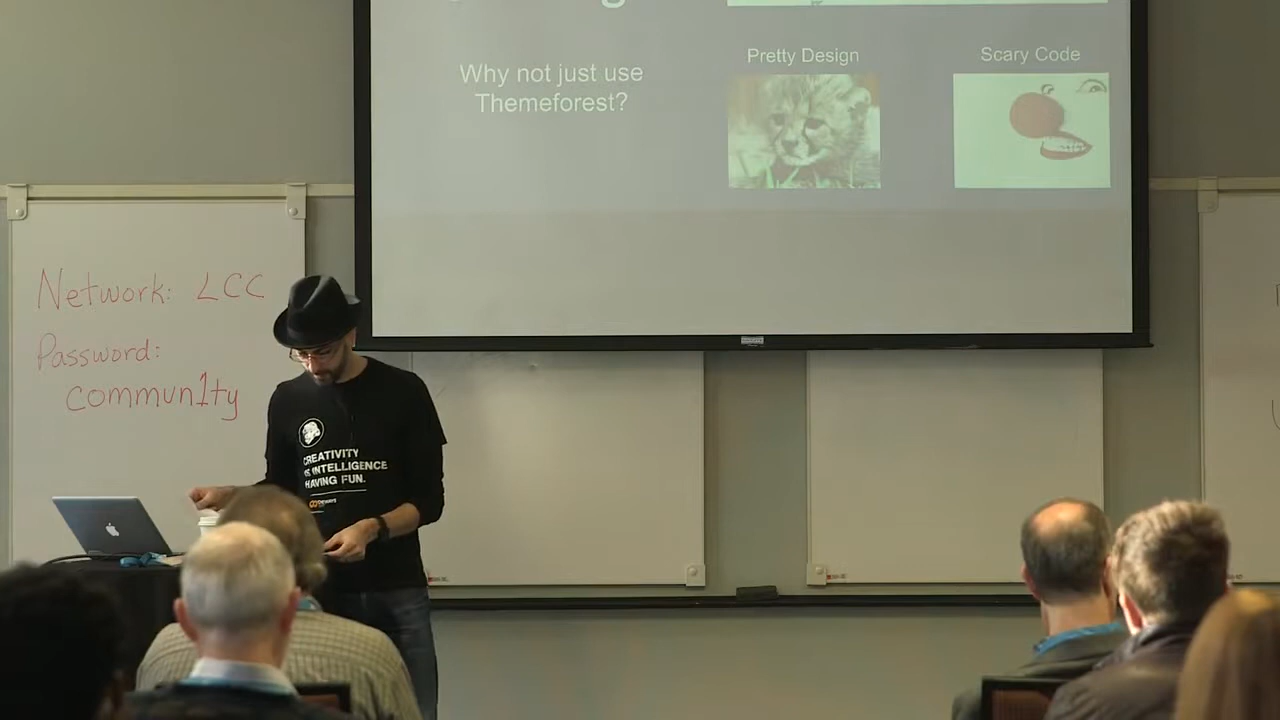 Why not just use
Themeforest?
Pretty Design
Scary Code
Network: LCC
Password:
commun1ty
CREATIVITY
IS INTELLIGENCE
HAVING FUN.